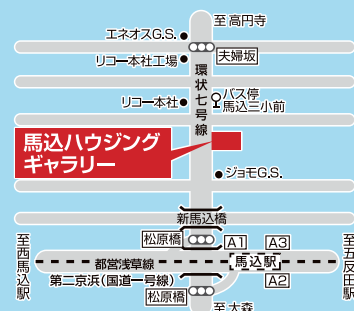 至高円寺
エネオスG.S.
夫婦坂
リコー本社工場
環状七号線
バス停
馬込三小前
リコー本社
馬込ハウジング
ギャラリー
ジョモG.S.
新馬込橋
松原橋
A1
A3
至西馬込駅
都営浅草線
馬込駅
至五反田駅
第二京浜(国道一号線)
A2
松原橋
至大森